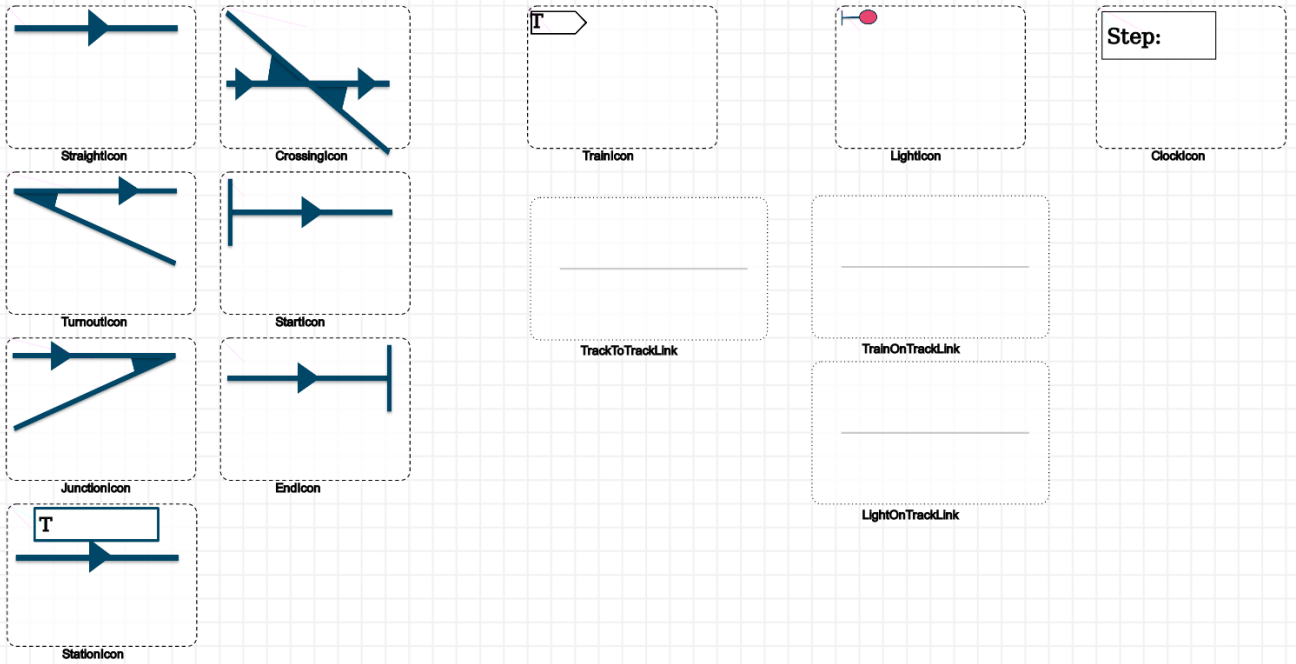 T
Step:
StraightIcon
CrossingIcon
TrainIcon
LightIcon
ClockIcon
TurnoutIcon
StartIcon
TrackToTrackLink
TrainOnTrackLink
JunctionIcon
EndIcon
LightOnTrackLink
T
StationIcon